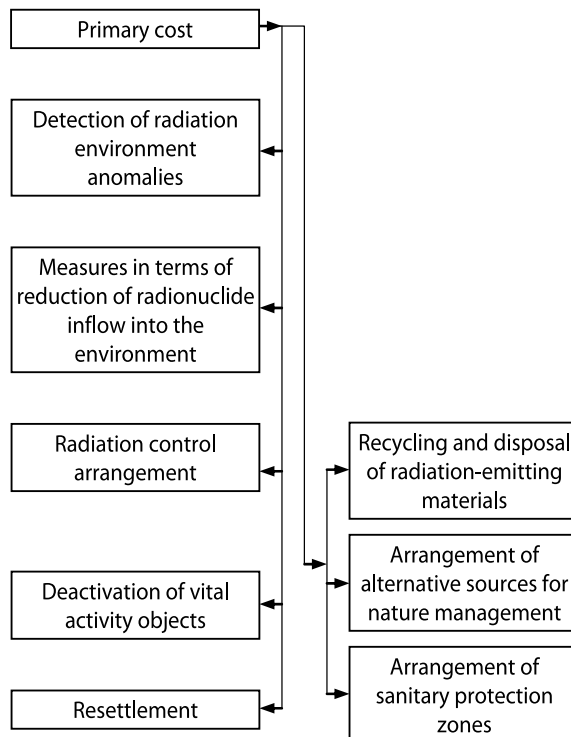 Primary cost
Detection of radiation
environment
anomalies
Measures in terms of
reduction of radionuclide
inflow into the
environment
Radiation control
arrangement
Deactivation of vital
activity objects
Resettlement
Recycling and disposal
of radiation-emitting
materials
Arrangement of
alternative sources for
nature management
Arrangement of
sanitary protection
zones